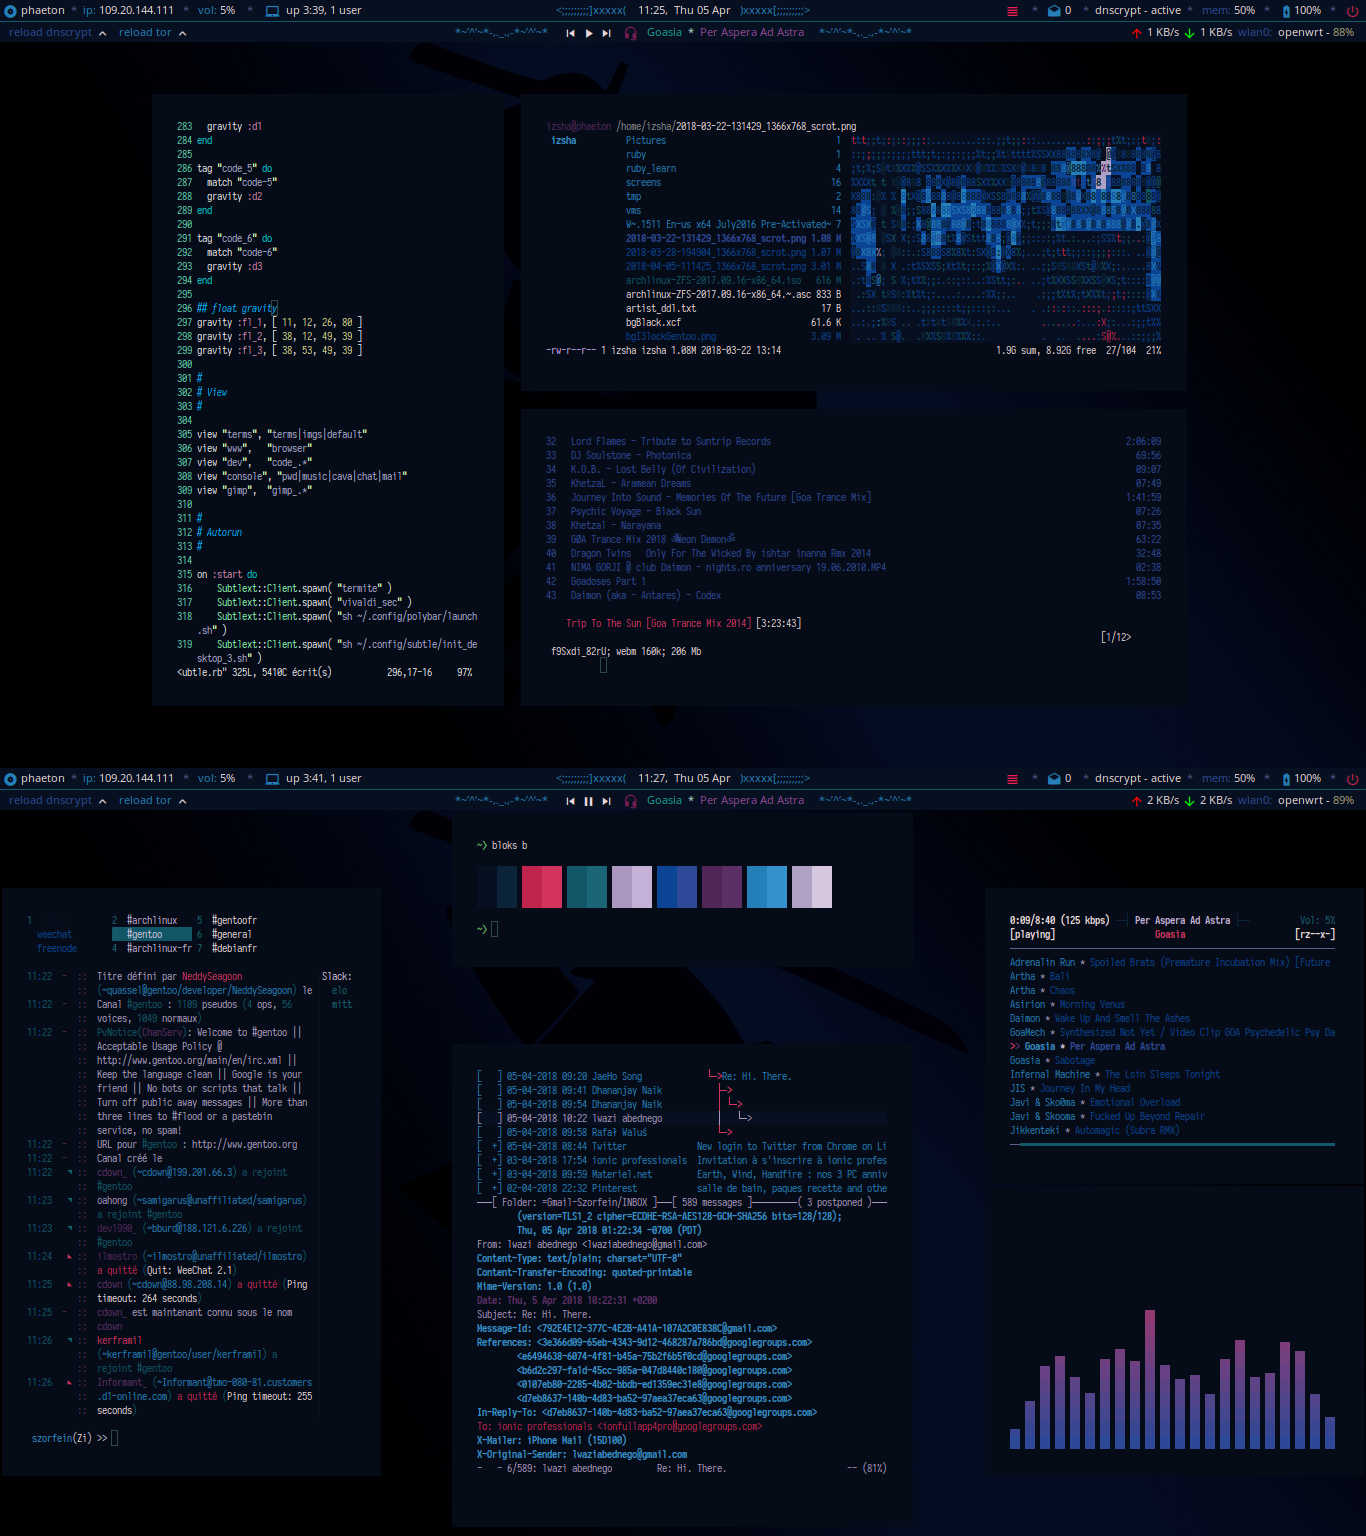 phaeton * ip: 109.20.144.111 * vol: 5% * up 3:39, 1 user <;;;;;;;;;]xxxxx( 11:25, Thu 05 Apr )xxxxx[;;;;;;;;;> * 0 * dnscrypt - active * mem: 50% * 100% *
reload dnscrypt reload tor *~'^'~*-,._.,-*~'^'~* Goasia * Per Aspera Ad Astra *~'^'~*-,._.,-*~'^'~* 1 KB/s 1 KB/s wlan0: openwrt - 88%
283 gravity :d1
284 end
285
286 tag "code_5" do
287 match "code-5"
288 gravity :d2
289 end
290
291 tag "code_6" do
292 match "code-6"
293 gravity :d3
294 end
295
296 ## float gravity
297 gravity :fl_1, [ 11, 12, 26, 80 ]
298 gravity :fl_2, [ 38, 12, 49, 39 ]
299 gravity :fl_3, [ 38, 53, 49, 39 ]
300
301 #
302 # View
303 #
304
305 view "terms", "terms|imgs|default"
306 view "www", "browser"
307 view "dev", "code_.*"
308 view "console", "pwd|music|cava|chat|mail"
309 view "gimp", "gimp_.*"
310
311 #
312 # Autorun
313 #
314
315 on :start do
316 Subtlext::Client.spawn( "termite" )
317 Subtlext::Client.spawn( "vivaldi_sec" )
318 Subtlext::Client.spawn( "sh ~/.config/polybar/launch
.sh" )
319 Subtlext::Client.spawn( "sh ~/.config/subtle/init_de
sktop_3.sh" )
<ubtle.rb" 325L, 5410C écrit(s) 296,17-16 97%
izsha@phaeton /home/izsha/2018-03-22-131429_1366x768_scrot.png
izsha Pictures 1
ruby 1
ruby_learn 4
screens 16
tmp 2
vms 14
W~.1511 En-us x64 July2016 Pre-Activated~ 7
2018-03-22-131429_1366x768_scrot.png 1.08 M
2018-03-28-194904_1366x768_scrot.png 1.07 M
2018-04-05-111425_1366x768_scrot.png 3.01 M
archlinux-ZFS-2017.09.16-x86_64.iso 616 M
archlinux-ZFS-2017.09.16-x86_64.~.asc 833 B
artist_ddl.txt 17 B
bgBlack.xcf 61.6 K
bgI3lockGentoo.png 3.09 M
-rw-r--r-- 1 izsha izsha 1.08M 2018-03-22 13:14 1.9G sum, 8.92G free 27/104 21%
32 Lord Flames - Tribute to Suntrip Records 2:06:09
33 DJ Soulstone - Photonica 69:56
34 K.O.B. - Lost Belly (Of Civilization) 09:07
35 KhetzaL - Aramean Dreams 07:49
36 Journey Into Sound - Memories Of The Future [Goa Trance Mix] 1:41:59
37 Psychic Voyage - Black Sun 07:26
38 Khetzal - Narayana 07:35
39 GOA Trance Mix 2018 ॐNeon Demonॐ 63:22
40 Dragon Twins Only For The Wicked By ishtar inanna Rmx 2014 32:48
41 NIMA GORJI @ club Daimon - nights.ro anniversary 19.06.2010.MP4 02:38
42 Goadoses Part 1 1:58:50
43 Daimon (aka - Antares) - Codex 08:53
Trip To The Sun [Goa Trance Mix 2014] [3:23:43]
[1/12>
f9Sxdi_82rU; webm 160k; 206 Mb
phaeton * ip: 109.20.144.111 * vol: 5% * up 3:41, 1 user <;;;;;;;;;]xxxxx( 11:27, Thu 05 Apr )xxxxx[;;;;;;;;;> * 0 * dnscrypt - active * mem: 50% * 100% *
reload dnscrypt reload tor *~'^'~*-,._.,-*~'^'~* Goasia * Per Aspera Ad Astra *~'^'~*-,._.,-*~'^'~* 2 KB/s 2 KB/s wlan0: openwrt - 89%
1 2 #archlinux 5 #gentoofr
weechat #gentoo 6 #general
freenode 4 #archlinux-fr 7 #debianfr
11:22 - :: Titre défini par NeddySeagoon Slack:
:: (~quassel@gentoo/developer/NeddySeagoon) le elo
11:22 - :: Canal #gentoo : 1109 pseudos (4 ops, 56 mitt
:: voices, 1049 normaux)
11:22 - :: PvNotice(ChanServ): Welcome to #gentoo ||
:: Acceptable Usage Policy @
:: http://www.gentoo.org/main/en/irc.xml ||
:: Keep the language clean || Google is your
:: friend || No bots or scripts that talk ||
:: Turn off public away messages || More than
:: three lines to #flood or a pastebin
:: service, no spam!
11:22 - :: URL pour #gentoo : http://www.gentoo.org
11:22 - :: Canal créé le
11:22 :: cdown_ (~cdown@199.201.66.3) a rejoint
:: #gentoo
11:23 :: oahong (~samigarus@unaffiliated/samigarus)
:: a rejoint #gentoo
11:23 :: dev1990_ (~bburd@188.121.6.226) a rejoint
:: #gentoo
11:24 :: ilmostro (~ilmostro@unaffiliated/ilmostro)
:: a quitté (Quit: WeeChat 2.1)
11:25 :: cdown (~cdown@88.98.208.14) a quitté (Ping
:: timeout: 264 seconds)
11:25 - :: cdown_ est maintenant connu sous le nom
:: cdown
11:26 :: kerframil
:: (~kerframil@gentoo/user/kerframil) a
:: rejoint #gentoo
11:26 :: Informant_ (~Informant@tmo-080-81.customers
:: .d1-online.com) a quitté (Ping timeout: 255
:: seconds)
szorfein(Zi) >>
~> bloks b
~>
[ ] 05-04-2018 09:20 JaeHo Song └─>Re: Hi. There.
[ ] 05-04-2018 09:41 Dhananjay Naik ├─>
[ ] 05-04-2018 09:54 Dhananjay Naik │ └─>
[ ] 05-04-2018 10:22 lwazi abednego │ └─>
[ ] 05-04-2018 09:58 Rafał Waluś └─>
[ +] 05-04-2018 08:44 Twitter New login to Twitter from Chrome on Li
[ +] 03-04-2018 17:54 ionic professionals Invitation à s'inscrire à ionic profes
[ +] 03-04-2018 09:59 Materiel.net Earth, Wind, Handfire : nos 3 PC anniv
[ +] 02-04-2018 22:32 Pinterest salle de bain, paques recette and othe
───[ Folder: =Gmail-Szorfein/INBOX ]───[ 589 messages ]───────( 3 postponed )───
(version=TLS1_2 cipher=ECDHE-RSA-AES128-GCM-SHA256 bits=128/128);
Thu, 05 Apr 2018 01:22:34 -0700 (PDT)
From: lwazi abednego <lwaziabednego@gmail.com>
Content-Type: text/plain; charset="UTF-8"
Content-Transfer-Encoding: quoted-printable
Mime-Version: 1.0 (1.0)
Date: Thu, 5 Apr 2018 10:22:31 +0200
Subject: Re: Hi. There.
Message-Id: <792E4E12-377C-4E2B-A41A-107A2C0E838C@gmail.com>
References: <3e366d09-65eb-4343-9d12-468287a786bd@googlegroups.com>
<e6494638-6074-4f81-b45a-75b2f6b5f0cd@googlegroups.com>
<b6d2c297-fa1d-45cc-985a-047d8440c180@googlegroups.com>
<0107eb80-2285-4b02-bbdb-ed1359ec31e8@googlegroups.com>
<d7eb8637-140b-4d83-ba52-97aea37eca63@googlegroups.com>
In-Reply-To: <d7eb8637-140b-4d83-ba52-97aea37eca63@googlegroups.com>
To: ionic professionals <ionfullapp4pro@googlegroups.com>
X-Mailer: iPhone Mail (15D100)
X-Original-Sender: lwaziabednego@gmail.com
- - 6/589: lwazi abednego Re: Hi. There. -- (81%)
0:09/8:40 (125 kbps) ──┤ Per Aspera Ad Astra ├── Vol: 5%
[playing] Goasia [rz--x-]
Adrenalin Run * Spoiled Brats (Premature Incubation Mix) [Future
Artha * Bali
Artha * Chaos
Asirion * Morning Venus
Daimon * Wake Up And Smell The Ashes
GoaMech * Synthesized Not Yet / Video Clip GOA Psychedelic Psy Da
>> Goasia * Per Aspera Ad Astra
Goasia * Sabotage
Infernal Machine * The Loin Sleeps Tonight
JIS * Journey In My Head
Javi & Sko0ma * Emotional Overload
Javi & Skooma * Fucked Up Beyond Repair
Jikkenteki * Automagic (Subra RMX)